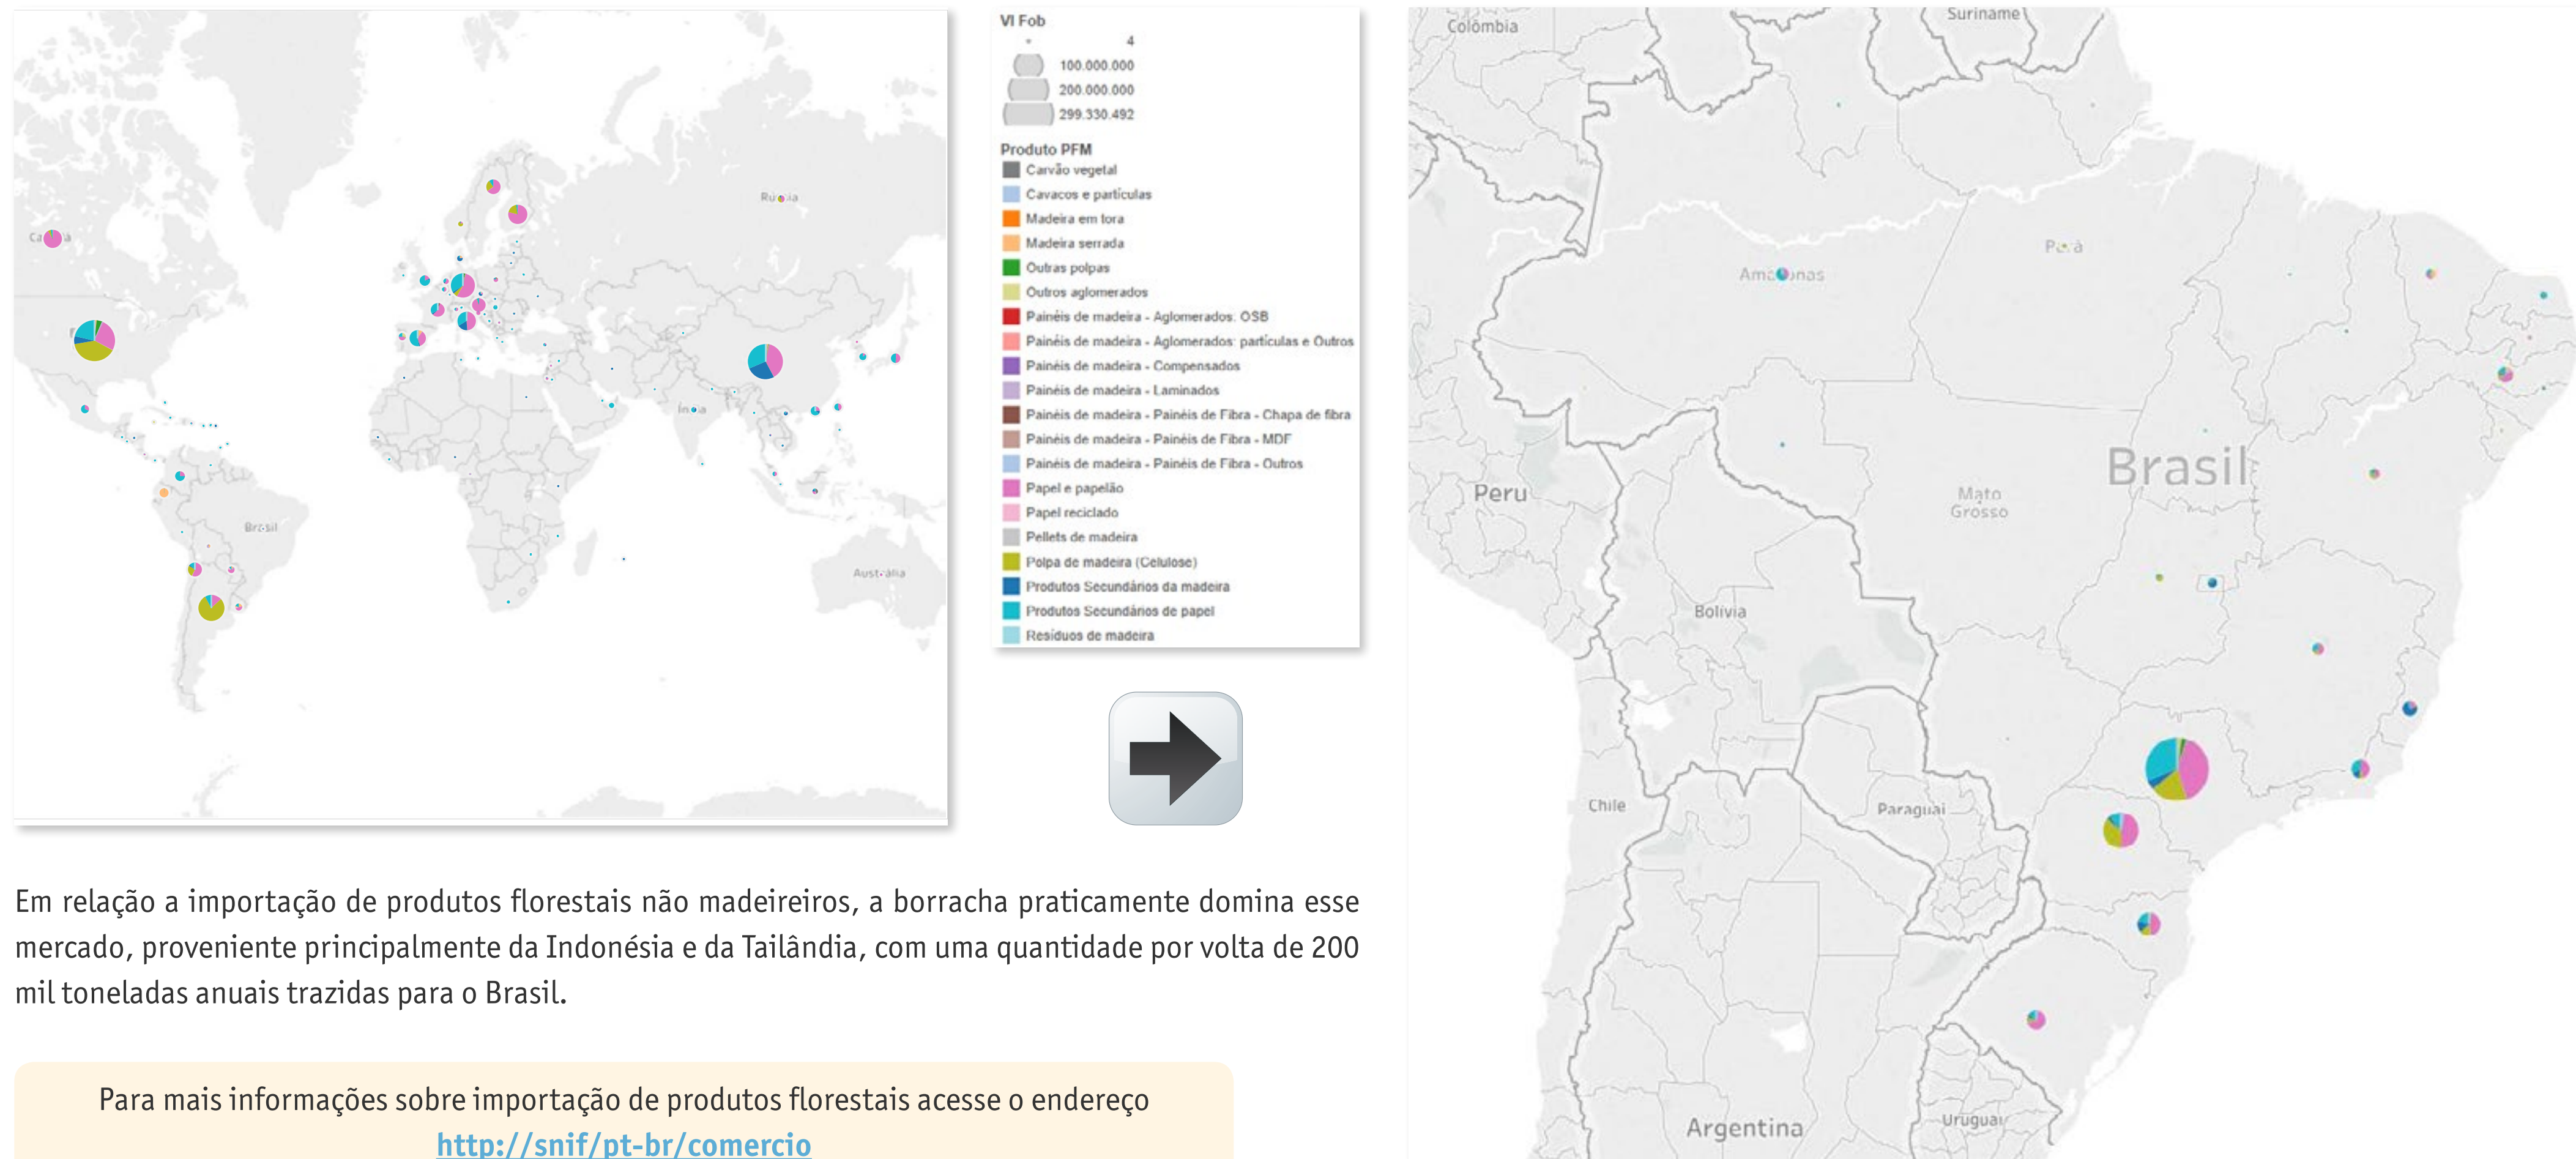 Rússia
Canadá
Índia
Brasil
Austrália
Vl Fob
4
100.000.000
200.000.000
299.330.492
Produto PFM
Carvão vegetal
Cavacos e partículas
Madeira em tora
Madeira serrada
Outras polpas
Outros aglomerados
Painéis de madeira - Aglomerados: OSB
Painéis de madeira - Aglomerados: partículas e Outros
Painéis de madeira - Compensados
Painéis de madeira - Laminados
Painéis de madeira - Painéis de Fibra - Chapa de fibra
Painéis de madeira - Painéis de Fibra - MDF
Painéis de madeira - Painéis de Fibra - Outros
Papel e papelão
Papel reciclado
Pellets de madeira
Polpa de madeira (Celulose)
Produtos Secundários da madeira
Produtos Secundários de papel
Resíduos de madeira
Colômbia
Suriname
Pará
Amazonas
Brasil
Peru
Mato
Grosso
Bolívia
Chile
Paraguai
Argentina
Uruguai
Em relação a importação de produtos florestais não madeireiros, a borracha praticamente domina esse
mercado, proveniente principalmente da Indonésia e da Tailândia, com uma quantidade por volta de 200
mil toneladas anuais trazidas para o Brasil.
Para mais informações sobre importação de produtos florestais acesse o endereço
http://snif/pt-br/comercio